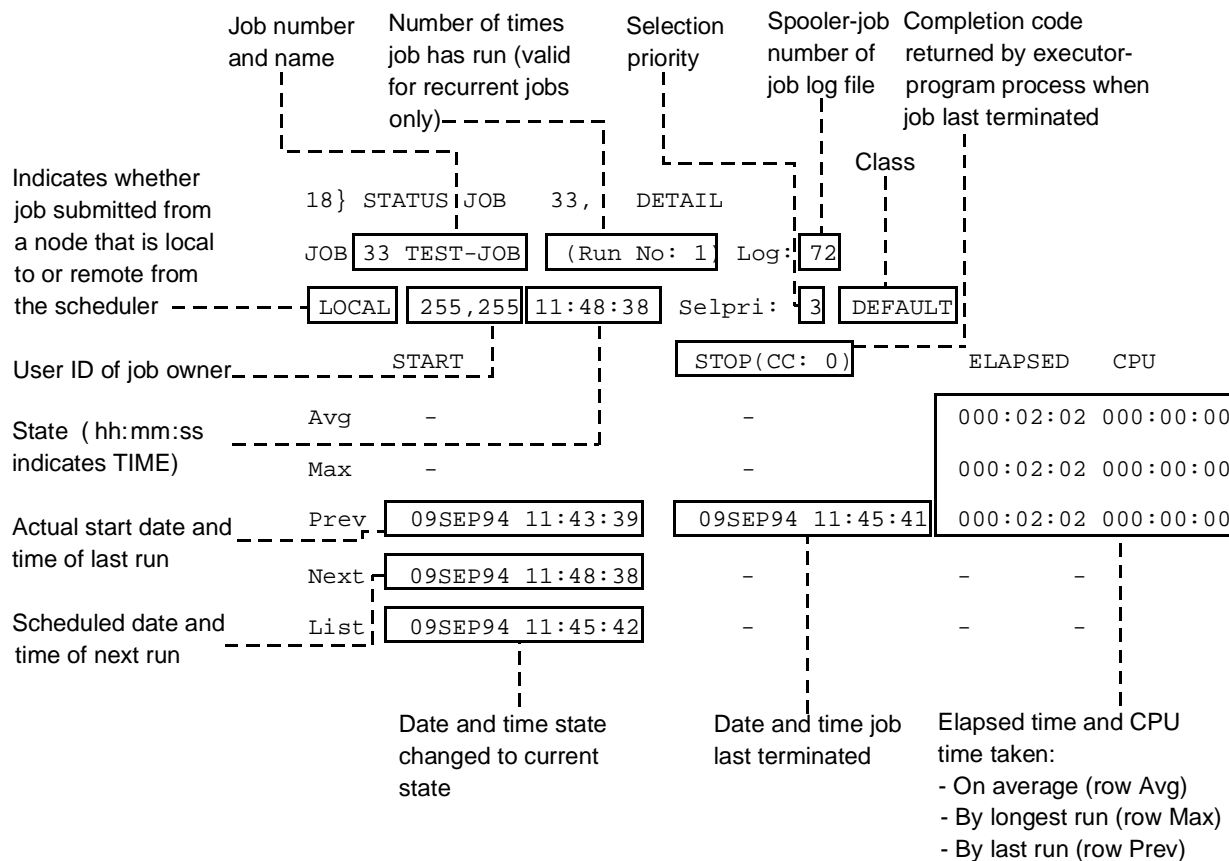 Job number
and name
Number of times
job has run (valid
for recurrent jobs
only)
Selection
priority
Spooler-job
number of
job log file
Completion code
returned by executor-
program process when
job last terminated
Class
Indicates whether
job submitted from
a node that is local
to or remote from
the scheduler
18} STATUS JOB 33, DETAIL
JOB 33 TEST-JOB (Run No: 1) Log: 72
LOCAL 255,255 11:48:38 Selpri: 3 DEFAULT
User ID of job owner
START STOP(CC: 0) ELAPSED CPU
State ( hh:mm:ss
indicates TIME)
Avg - - 000:02:02 000:00:00
Max - - 000:02:02 000:00:00
Actual start date and
time of last run
Prev 09SEP94 11:43:39 09SEP94 11:45:41 000:02:02 000:00:00
Next 09SEP94 11:48:38 - - -
Scheduled date and
time of next run
List 09SEP94 11:45:42 - - -
Date and time state
changed to current
state
Date and time job
last terminated
Elapsed time and CPU
time taken:
- On average (row Avg)
- By longest run (row Max)
- By last run (row Prev)